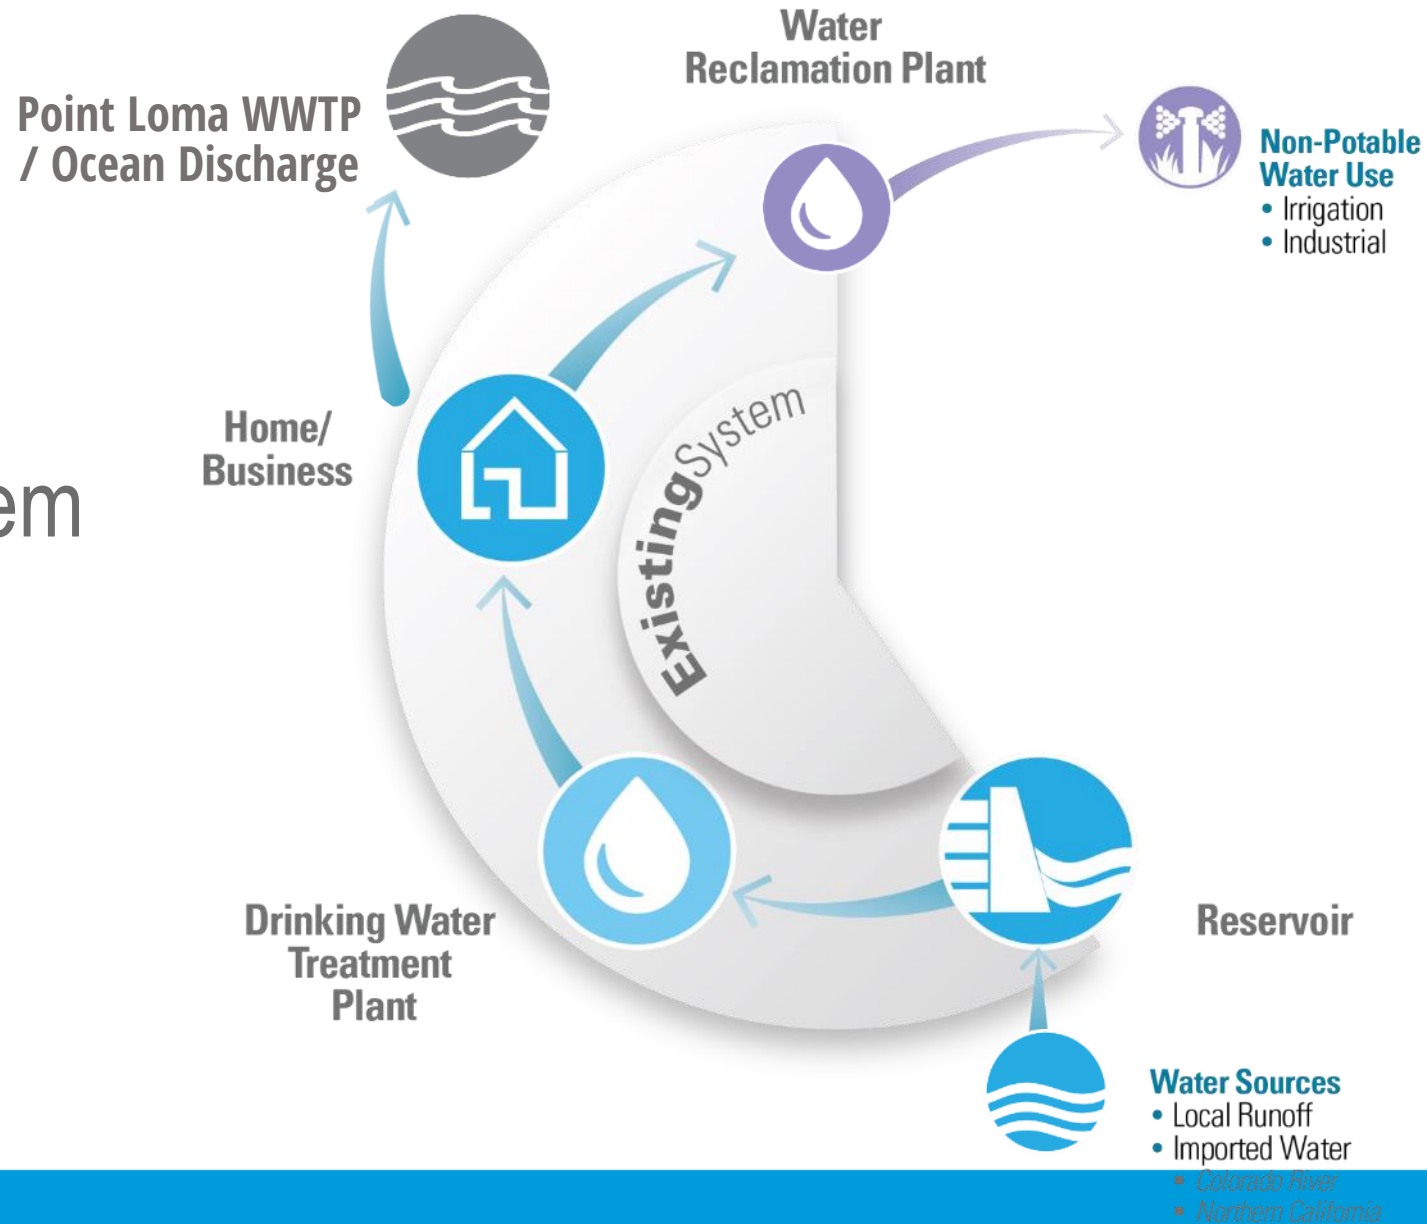 Water
Reclamation Plant
Point Loma WWTP
/ Ocean Discharge
Non-Potable
Water Use
• Irrigation
• Industrial
Home/
Business
em
ExistingSystem
Drinking Water
Treatment
Plant
Reservoir
Water Sources
• Local Runoff
• Imported Water
▪ Colorado River
▪ Northern California